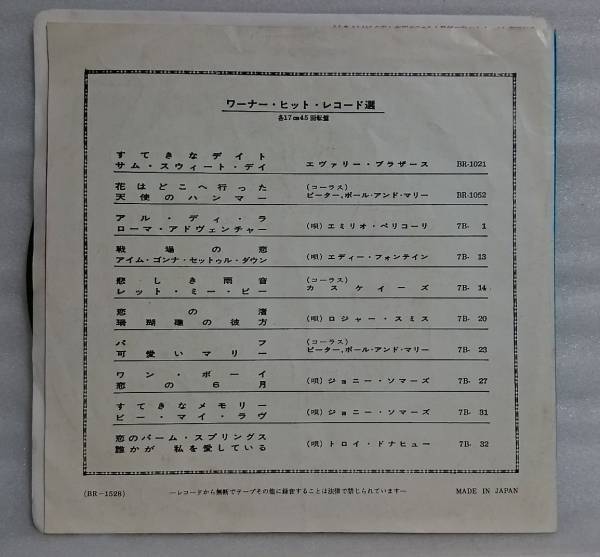 ワーナー・ヒット・レコード選
各17㎝45回転盤
すてきなデイト
サム・スウィート・デイ　エヴァリー・ブラザース　BR-1021
花はどこへ行った　(コーラス)
天使のハンマー　ピーター,ポール・アンド・マリー　BR-1052
アル・ディ・ラ
ローマ・アドヴェンチャー　(唄)エミリオ・ペリコーリ　7B-　1
戦場の恋
アイム・ゴンナ・セットゥル・ダウン　(唄)エディー・フォンテイン　7B-　13
悲しき雨音　(コーラス)
レット・ミー・ビー　カスケイーズ　7B-　14
恋の渚
珊瑚礁の彼方　(唄)ロジャー・スミス　7B-　20
パフ　(コーラス)
可愛いマリー　ピーター,ポール・アンド・マリー　7B-　23
ワン・ボーイ
恋の6月　(唄)ジョニー・ソマーズ　7B-　27
すてきなメモリー
ビー・マイ・ラヴ　(唄)ジョニー・ソマーズ　7B-　31
恋のパーム・スプリングス
誰かが 私を愛している　(唄)トロイ・ドナヒュー　7B-　32
(BR-1528)　―レコードから無断でテープその他に録音することは法律で禁じられています―　MADE IN JAPAN